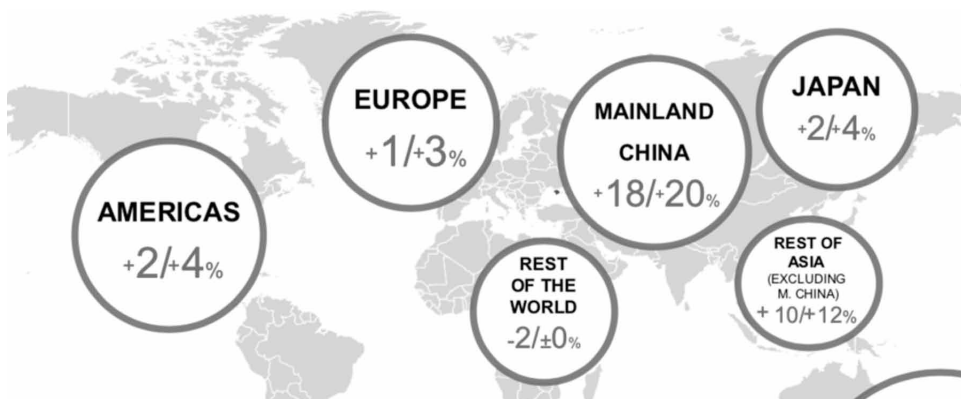 EUROPE
+1/+3%
MAINLAND
CHINA
+18/+20%
JAPAN
+2/+4%
AMERICAS
+2/+4%
REST
OF THE
WORLD
-2/±0%
REST OF
ASIA
(EXCLUDING
M. CHINA)
+ 10/+12%